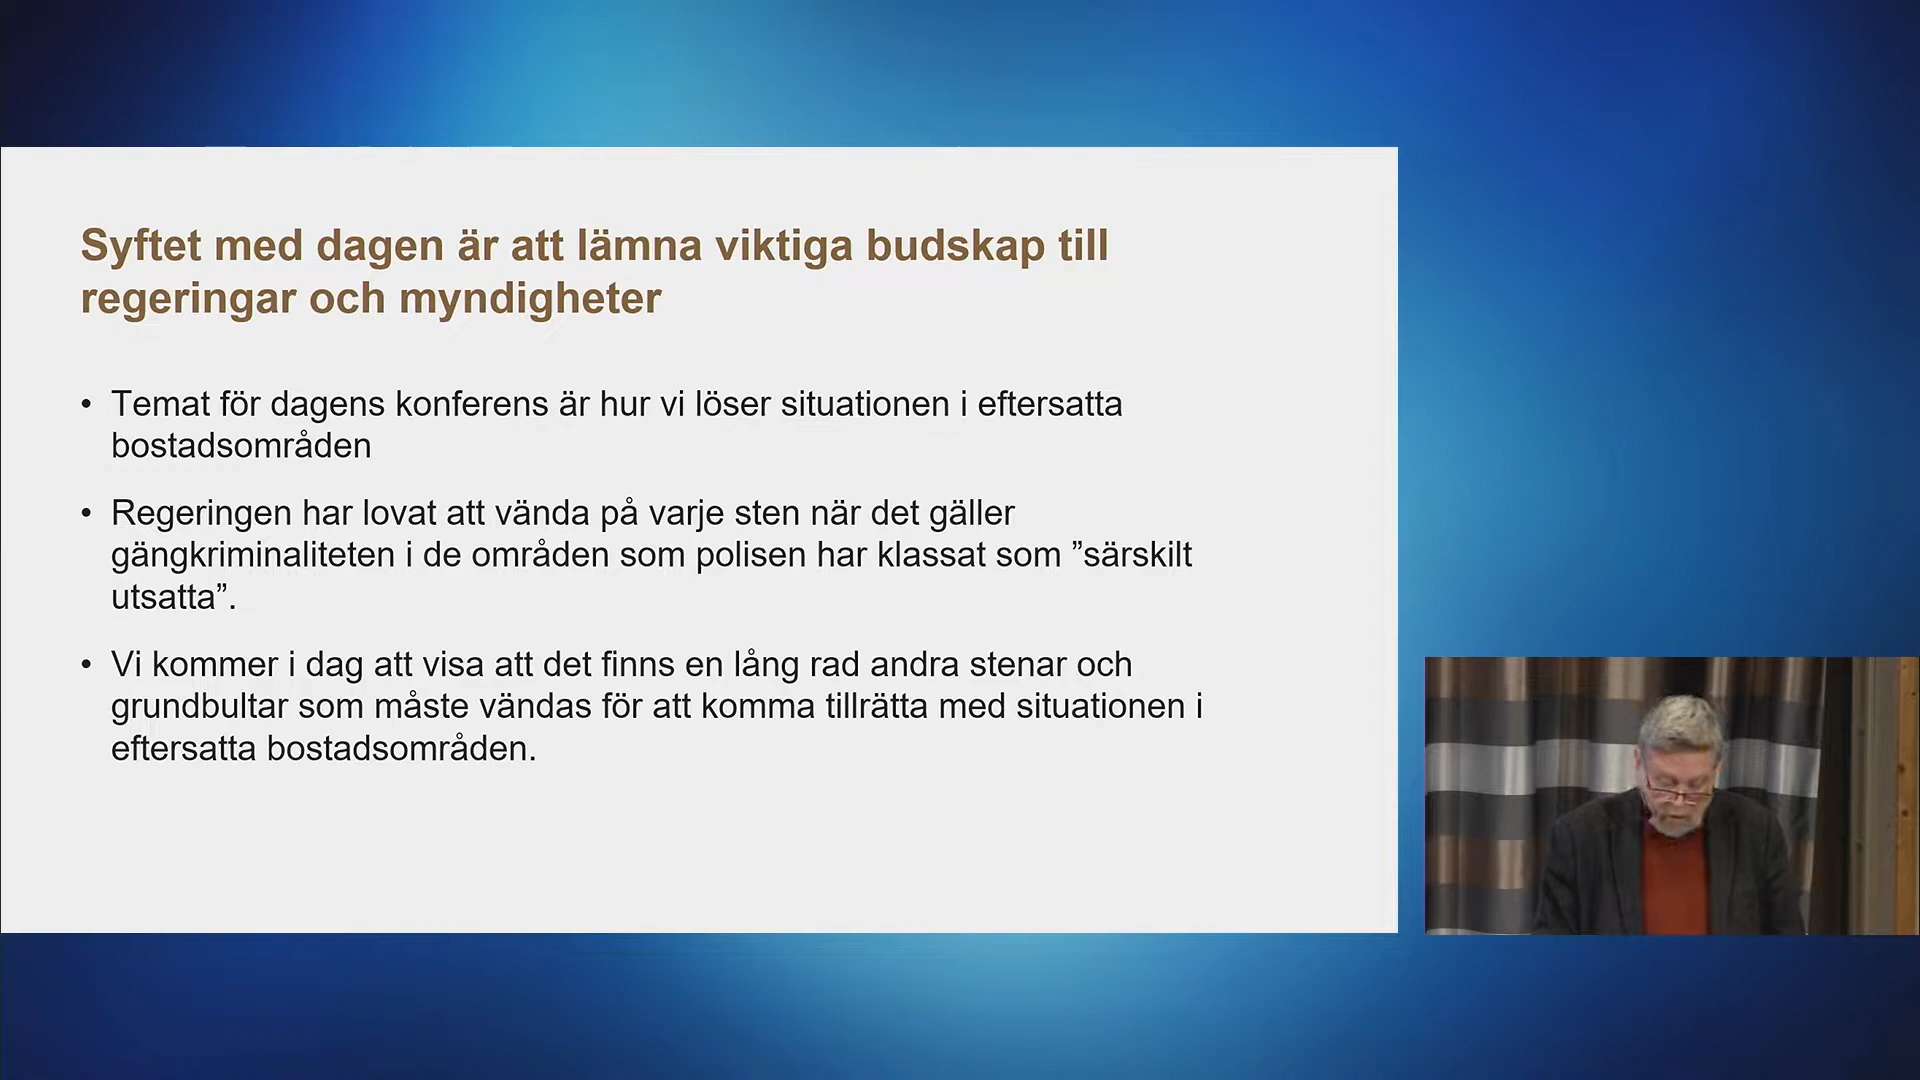 Syftet med dagen är att lämna viktiga budskap till
regeringar och myndigheter
• Temat för dagens konferens är hur vi löser situationen i eftersatta
bostadsområden
• Regeringen har lovat att vända på varje sten när det gäller
gängkriminaliteten i de områden som polisen har klassat som ”särskilt
utsatta”.
• Vi kommer i dag att visa att det finns en lång rad andra stenar och
grundbultar som måste vändas för att komma tillrätta med situationen i
eftersatta bostadsområden.